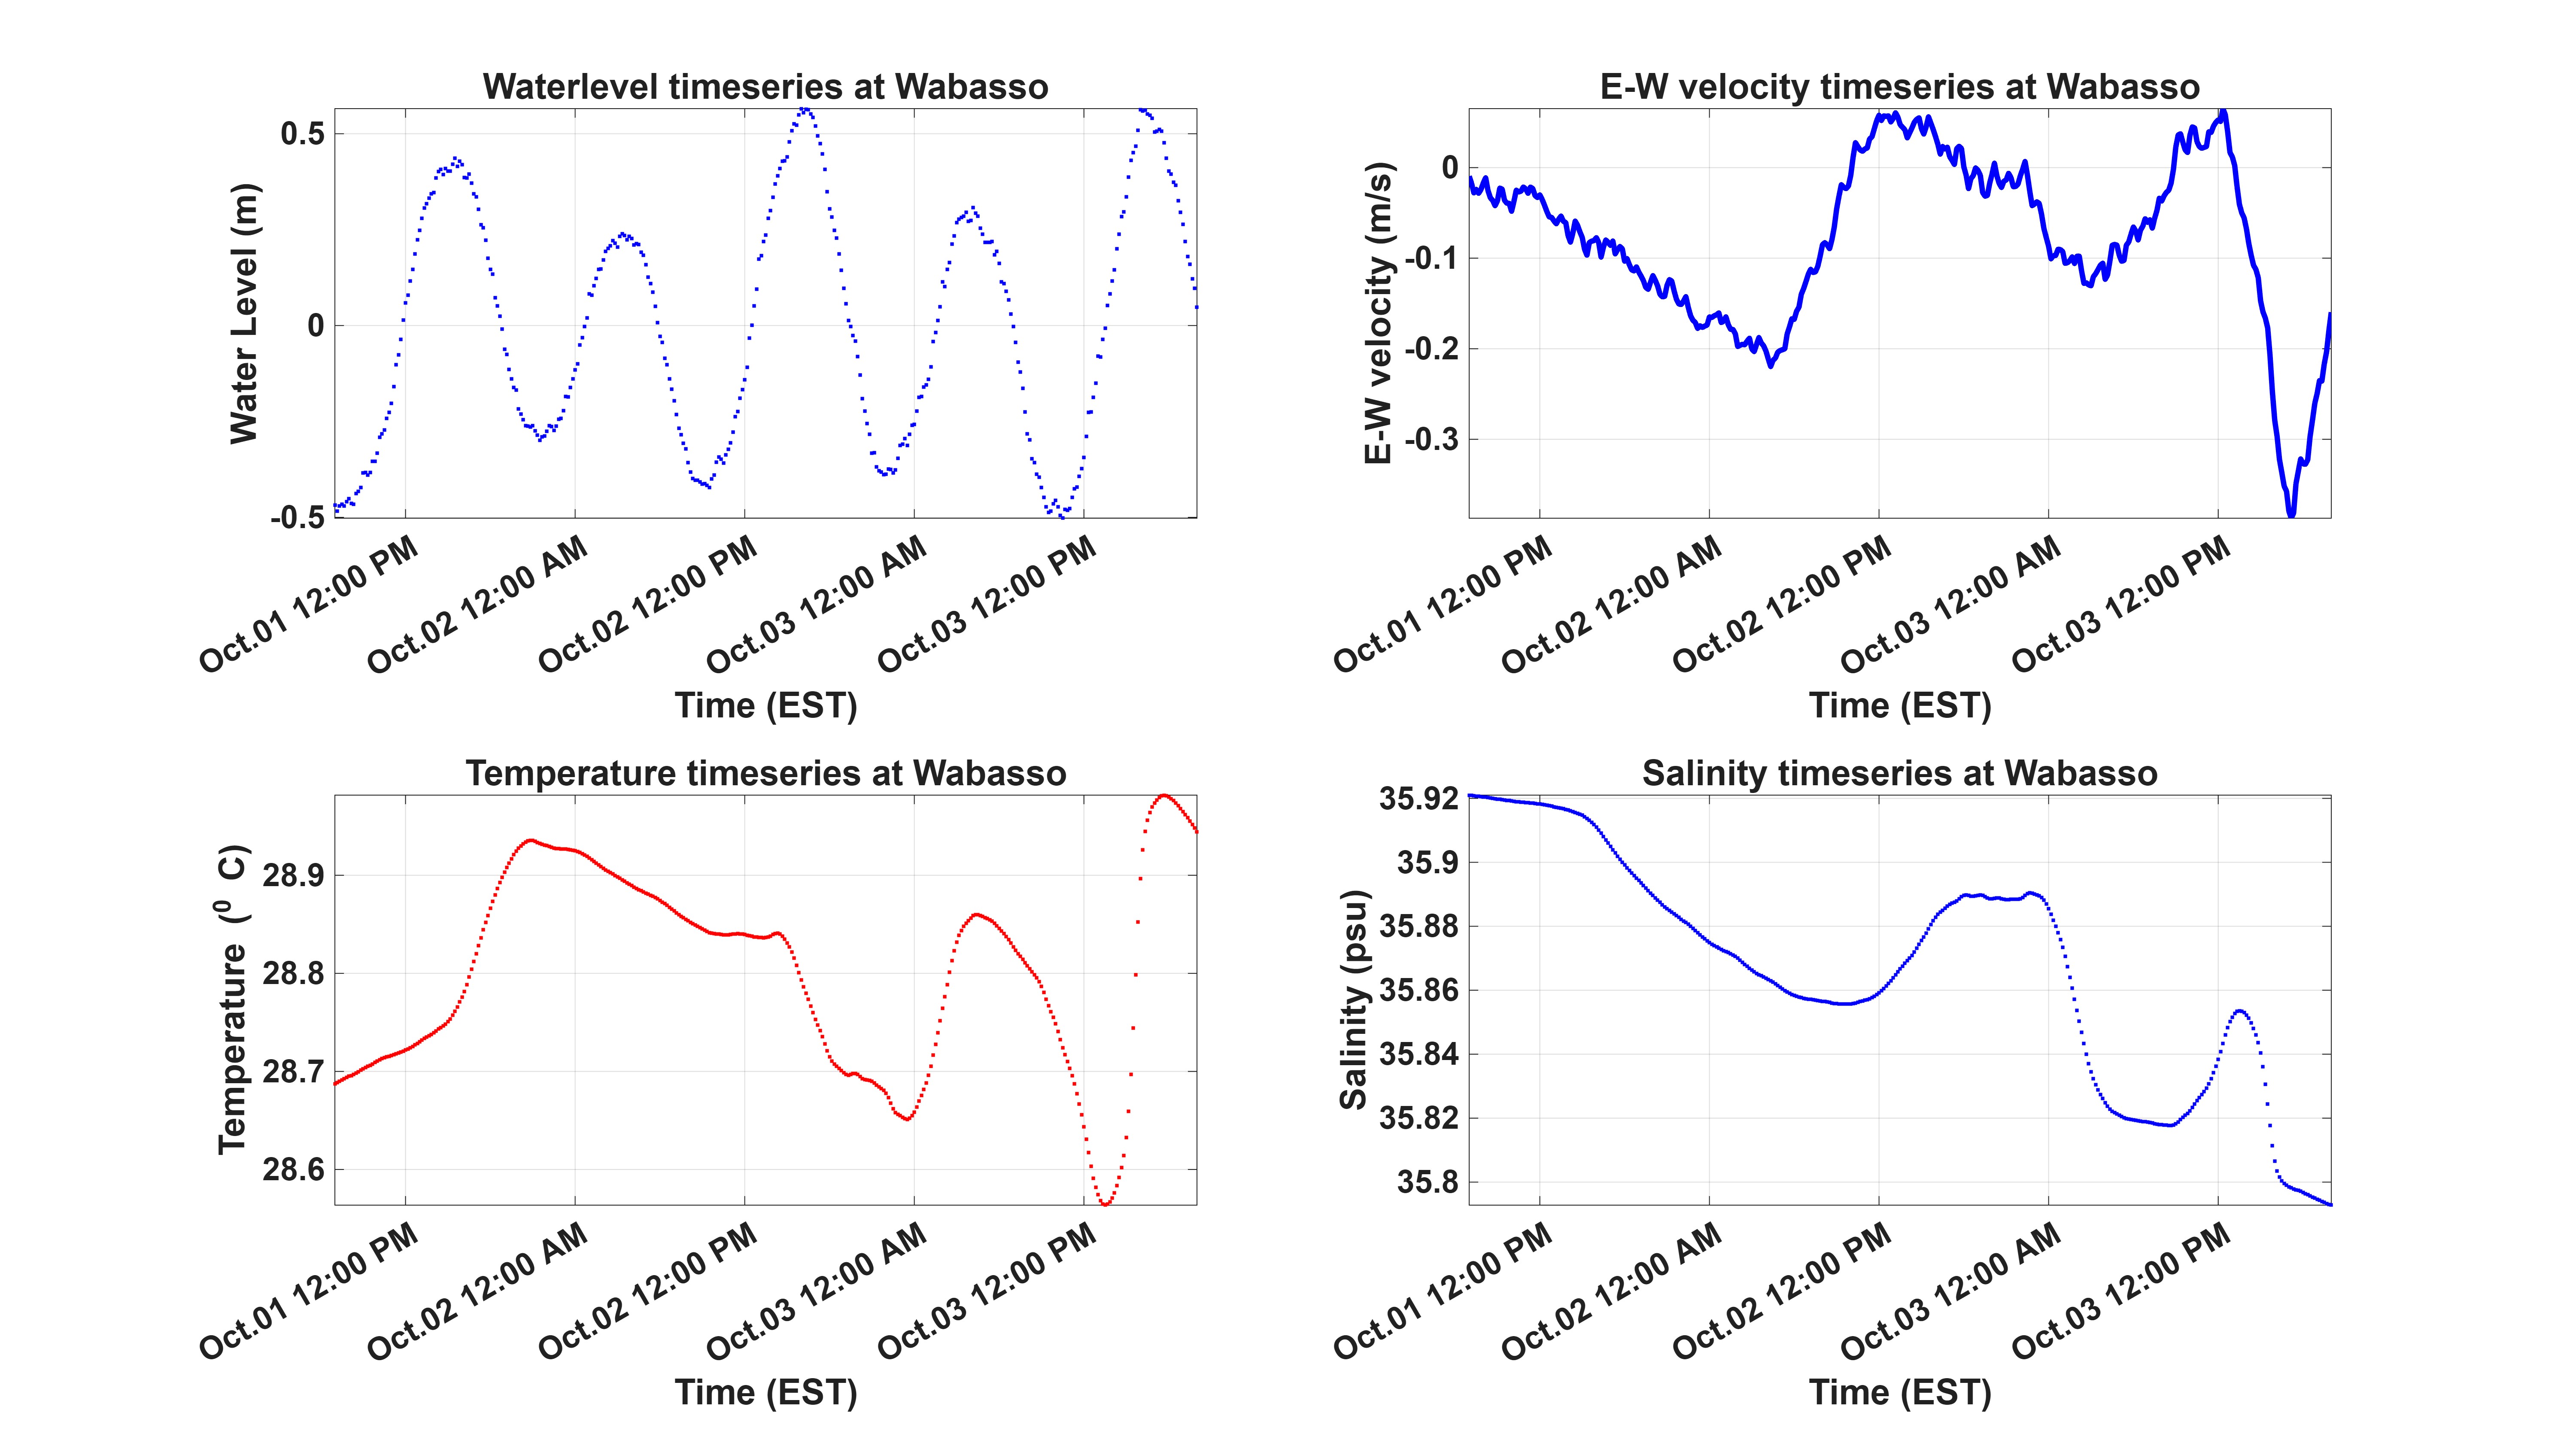 Waterlevel timeseries at Wabasso
Water Level (m)
0.5
0
-0.5
Oct.01 12:00 PM
Oct.02 12:00 AM
Oct.02 12:00 PM
Oct.03 12:00 AM
Oct.03 12:00 PM
Time (EST)
E-W velocity timeseries at Wabasso
E-W velocity (m/s)
0
-0.1
-0.2
-0.3
Oct.01 12:00 PM
Oct.02 12:00 AM
Oct.02 12:00 PM
Oct.03 12:00 AM
Oct.03 12:00 PM
Time (EST)
Temperature timeseries at Wabasso
Temperature (⁰ C)
28.9
28.8
28.7
28.6
Oct.01 12:00 PM
Oct.02 12:00 AM
Oct.02 12:00 PM
Oct.03 12:00 AM
Oct.03 12:00 PM
Time (EST)
Salinity timeseries at Wabasso
Salinity (psu)
35.92
35.9
35.88
35.86
35.84
35.82
35.8
Oct.01 12:00 PM
Oct.02 12:00 AM
Oct.02 12:00 PM
Oct.03 12:00 AM
Oct.03 12:00 PM
Time (EST)